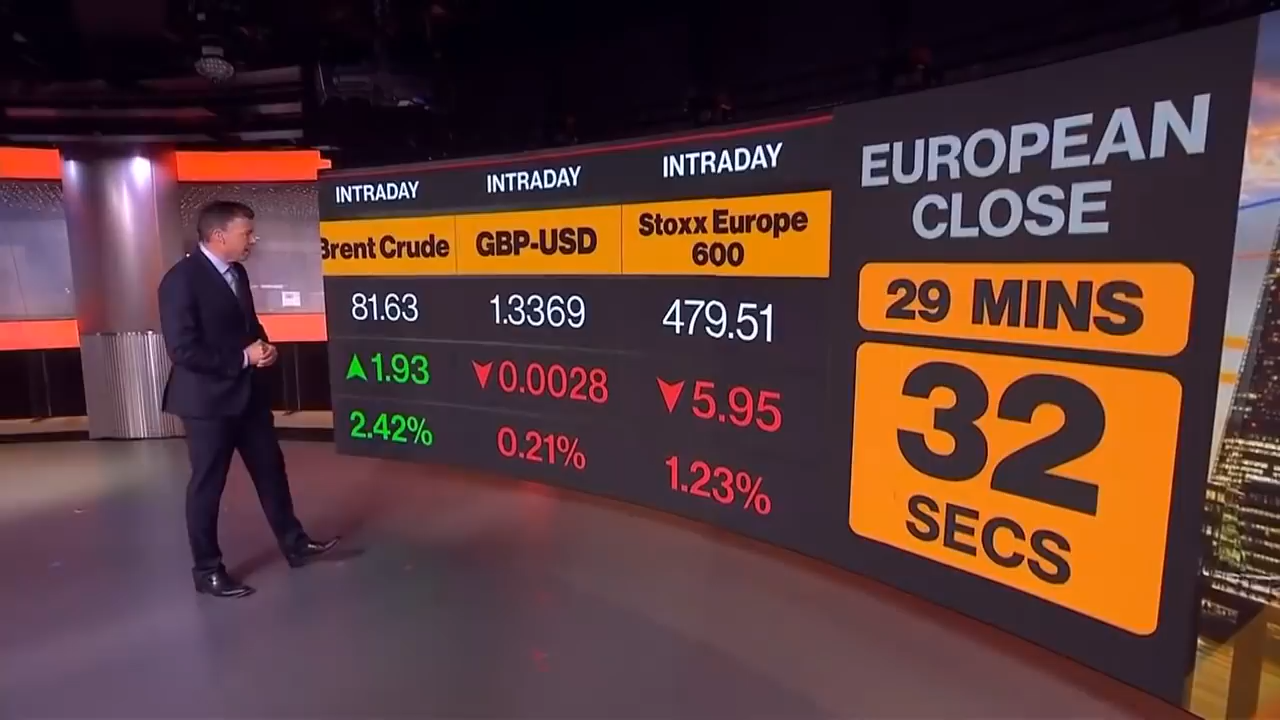 INTRADAY INTRADAY INTRADAY
Brent Crude GBP-USD Stoxx Europe
600
81.63 1.3369 479.51
▲1.93 ▼0.0028 ▼5.95
2.42% 0.21% 1.23%
EUROPEAN
CLOSE
29 MINS
32
SECS